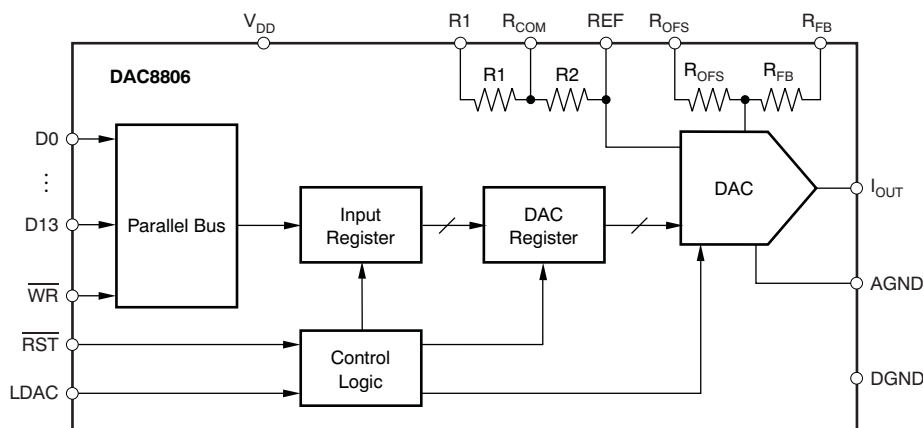 V_DD
R1
R_COM
REF
R_OFS
R_FB
DAC8806
R1
R2
R_OFS
R_FB
D0
...
D13
WR
RST
LDAC
Parallel Bus
Input
Register
DAC
Register
DAC
Control
Logic
I_OUT
AGND
DGND